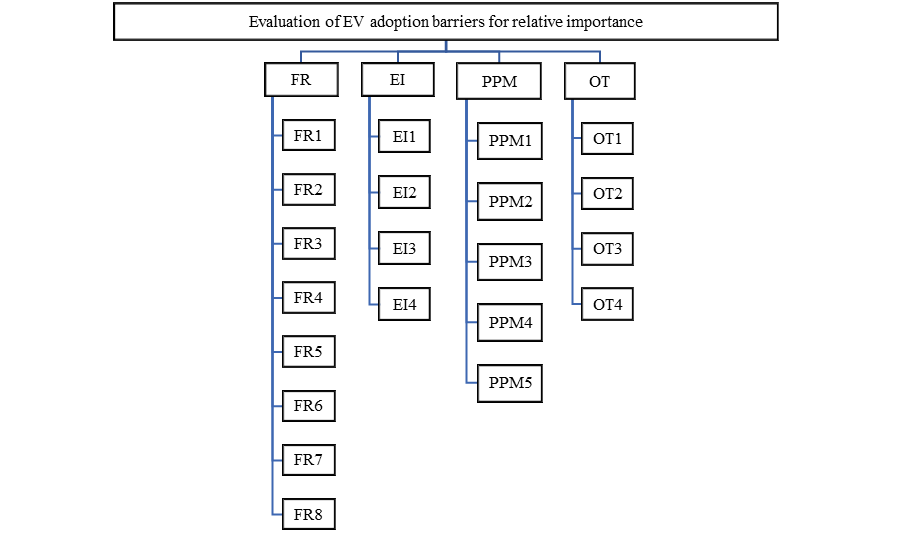 Evaluation of EV adoption barriers for relative importance
FR
EI
PPM
OT
FR1
FR2
FR3
FR4
FR5
FR6
FR7
FR8
EI1
EI2
EI3
EI4
PPM1
PPM2
PPM3
PPM4
PPM5
OT1
OT2
OT3
OT4